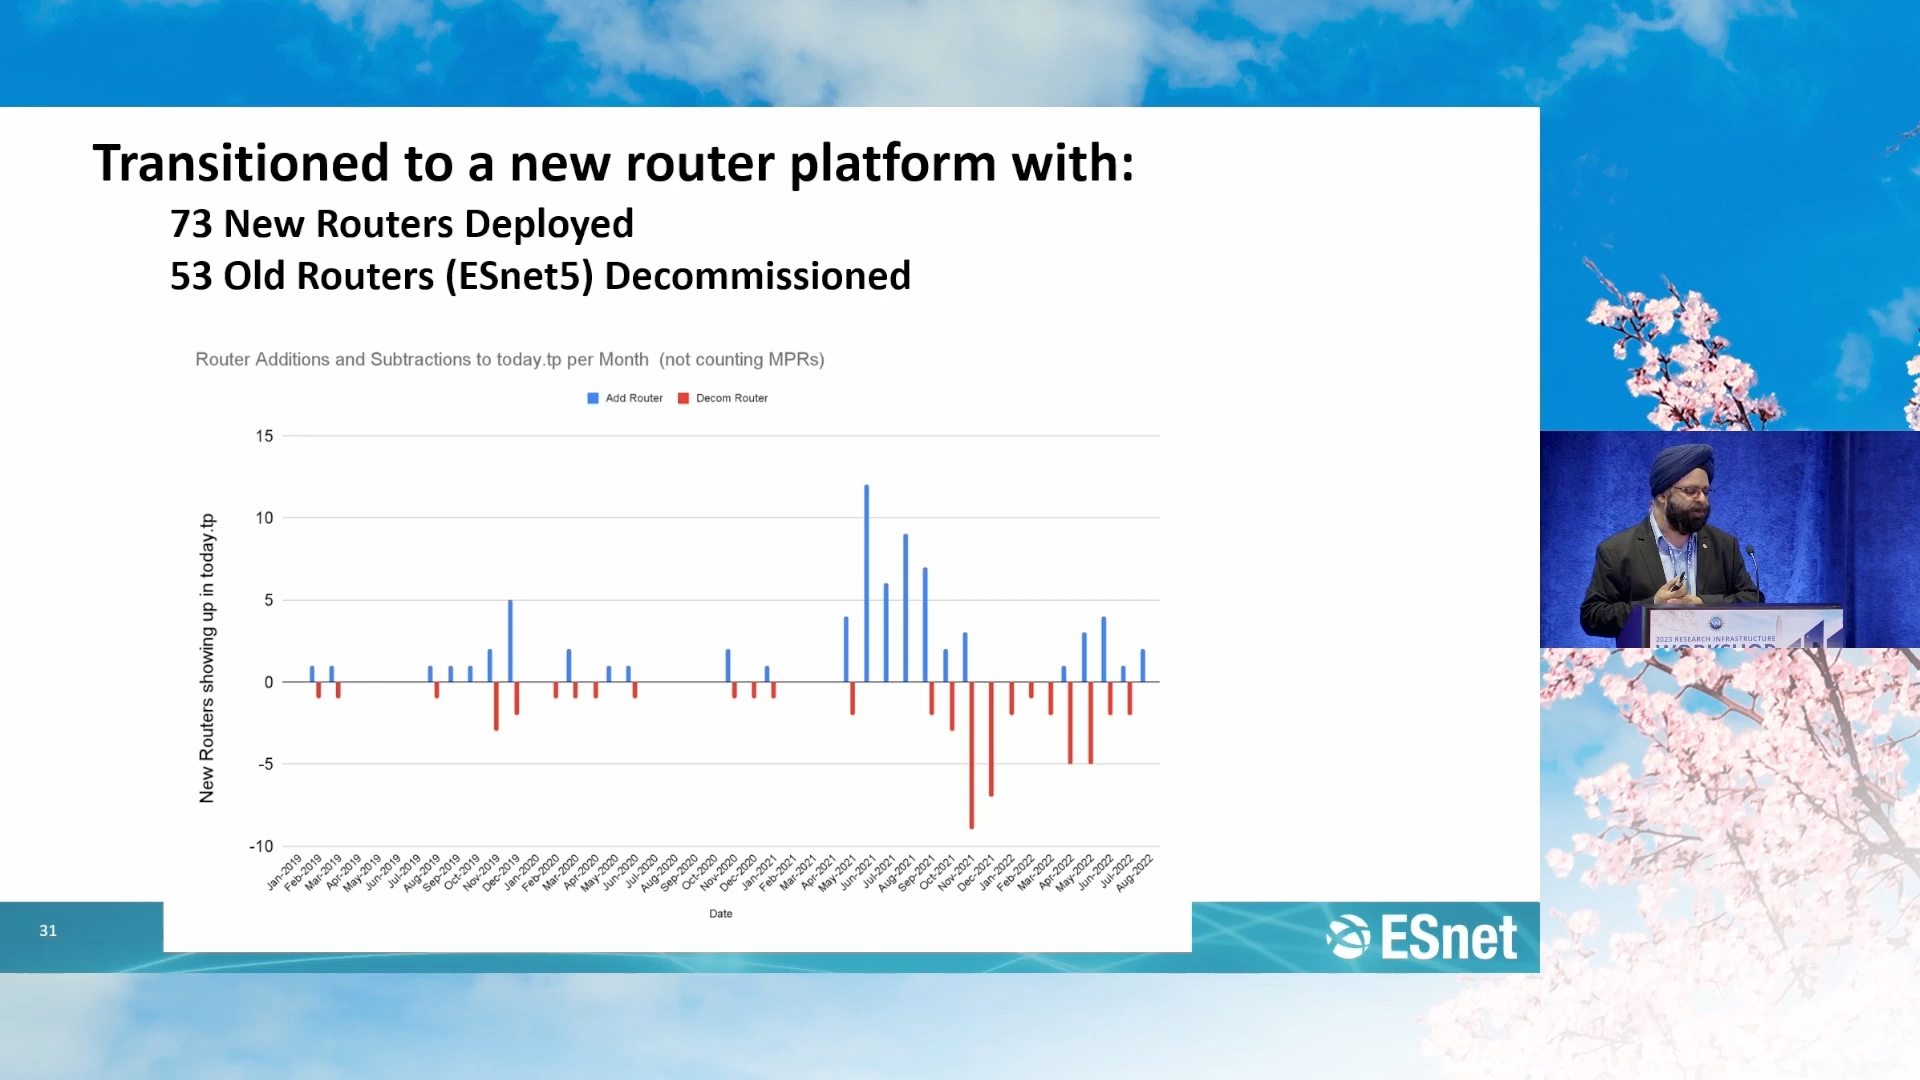 Transitioned to a new router platform with:
73 New Routers Deployed
53 Old Routers (ESnet5) Decommissioned
Router Additions and Subtractions to today.tp per Month (not counting MPRs)
Add Router Decom Router
New Routers showing up in today.tp
15
10
5
0
-5
-10
Jan-2019 Feb-2019 Mar-2019 Apr-2019 May-2019 Jun-2019 Jul-2019 Aug-2019 Sep-2019 Oct-2019 Nov-2019 Dec-2019 Jan-2020 Feb-2020 Mar-2020 Apr-2020 May-2020 Jun-2020 Jul-2020 Aug-2020 Sep-2020 Oct-2020 Nov-2020 Dec-2020 Jan-2021 Feb-2021 Mar-2021 Apr-2021 May-2021 Jun-2021 Jul-2021 Aug-2021 Sep-2021 Oct-2021 Nov-2021 Dec-2021 Jan-2022 Feb-2022 Mar-2022 Apr-2022 May-2022 Jun-2022 Jul-2022 Aug-2022
Date
31
ESnet
2023 RESEARCH INFRASTRUCTURE
WORKSHOP